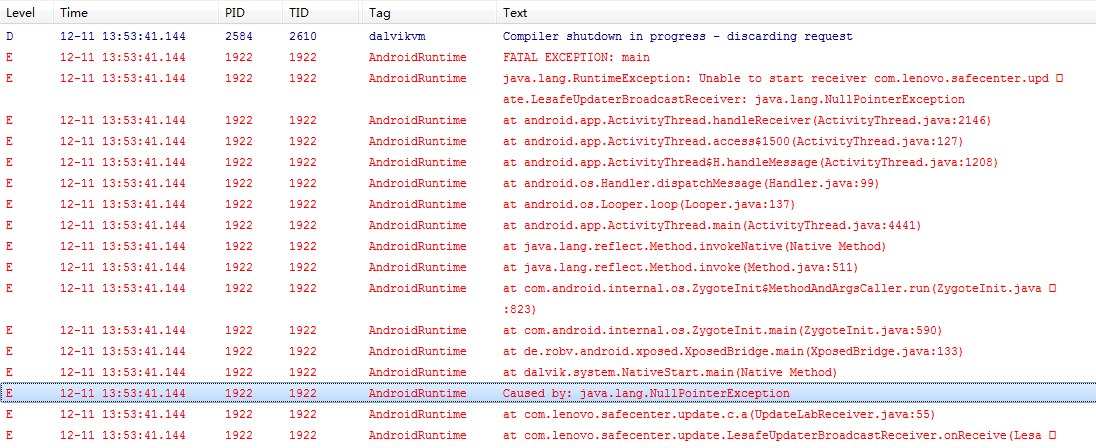 Level Time PID TID Tag Text
D 12-11 13:53:41.144 2584 2610 dalvikvm Compiler shutdown in progress - discarding request
E 12-11 13:53:41.144 1922 1922 AndroidRuntime FATAL EXCEPTION: main
E 12-11 13:53:41.144 1922 1922 AndroidRuntime java.lang.RuntimeException: Unable to start receiver com.lenovo.safecenter.upd
ate.LesafeUpdaterBroadcastReceiver: java.lang.NullPointerException
E 12-11 13:53:41.144 1922 1922 AndroidRuntime at android.app.ActivityThread.handleReceiver(ActivityThread.java:2146)
E 12-11 13:53:41.144 1922 1922 AndroidRuntime at android.app.ActivityThread.access$1500(ActivityThread.java:127)
E 12-11 13:53:41.144 1922 1922 AndroidRuntime at android.app.ActivityThread$H.handleMessage(ActivityThread.java:1208)
E 12-11 13:53:41.144 1922 1922 AndroidRuntime at android.os.Handler.dispatchMessage(Handler.java:99)
E 12-11 13:53:41.144 1922 1922 AndroidRuntime at android.os.Looper.loop(Looper.java:137)
E 12-11 13:53:41.144 1922 1922 AndroidRuntime at android.app.ActivityThread.main(ActivityThread.java:4441)
E 12-11 13:53:41.144 1922 1922 AndroidRuntime at java.lang.reflect.Method.invokeNative(Native Method)
E 12-11 13:53:41.144 1922 1922 AndroidRuntime at java.lang.reflect.Method.invoke(Method.java:511)
E 12-11 13:53:41.144 1922 1922 AndroidRuntime at com.android.internal.os.ZygoteInit$MethodAndArgsCaller.run(ZygoteInit.java
:823)
E 12-11 13:53:41.144 1922 1922 AndroidRuntime at com.android.internal.os.ZygoteInit.main(ZygoteInit.java:590)
E 12-11 13:53:41.144 1922 1922 AndroidRuntime at de.robv.android.xposed.XposedBridge.main(XposedBridge.java:133)
E 12-11 13:53:41.144 1922 1922 AndroidRuntime at dalvik.system.NativeStart.main(Native Method)
E 12-11 13:53:41.144 1922 1922 AndroidRuntime Caused by: java.lang.NullPointerException
E 12-11 13:53:41.144 1922 1922 AndroidRuntime at com.lenovo.safecenter.update.c.a(UpdateLabReceiver.java:55)
E 12-11 13:53:41.144 1922 1922 AndroidRuntime at com.lenovo.safecenter.update.LesafeUpdaterBroadcastReceiver.onReceive(Lesa